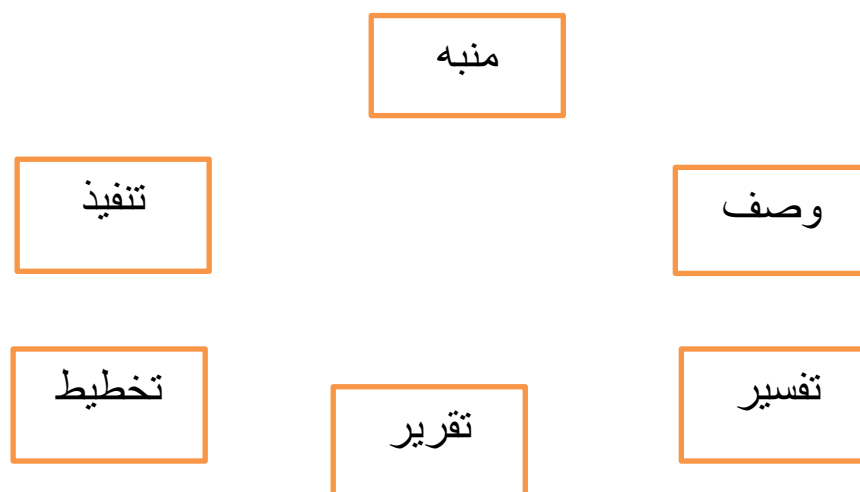 منبه
وصف
تنفيذ
تفسير
تخطيط
تقرير